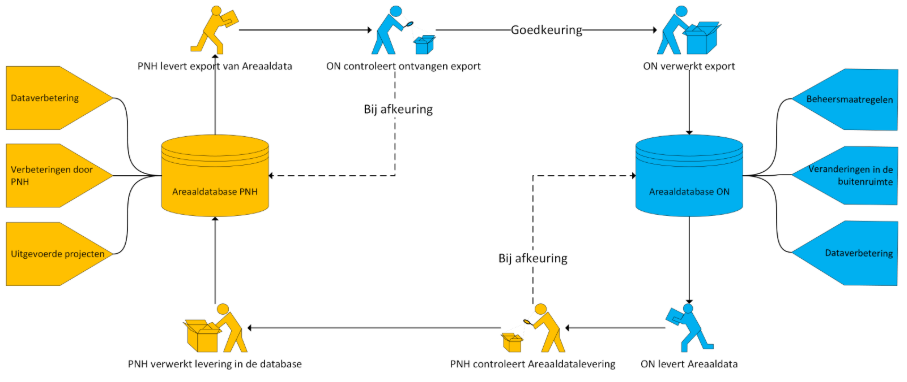 Goedkeuring
PNH levert export van Areaaldata
ON controleert ontvangen export
ON verwerkt export
Dataverbetering
Bij afkeuring
Beheersmaatregelen
Verbeteringen door
PNH
Areaaldatabase PNH
Areaaldatabase ON
Veranderingen in de
buitenruimte
Uitgevoerde projecten
Bij afkeuring
Dataverbetering
PNH verwerkt levering in de database
PNH controleert Areaaldatalevering
ON levert Areaaldata